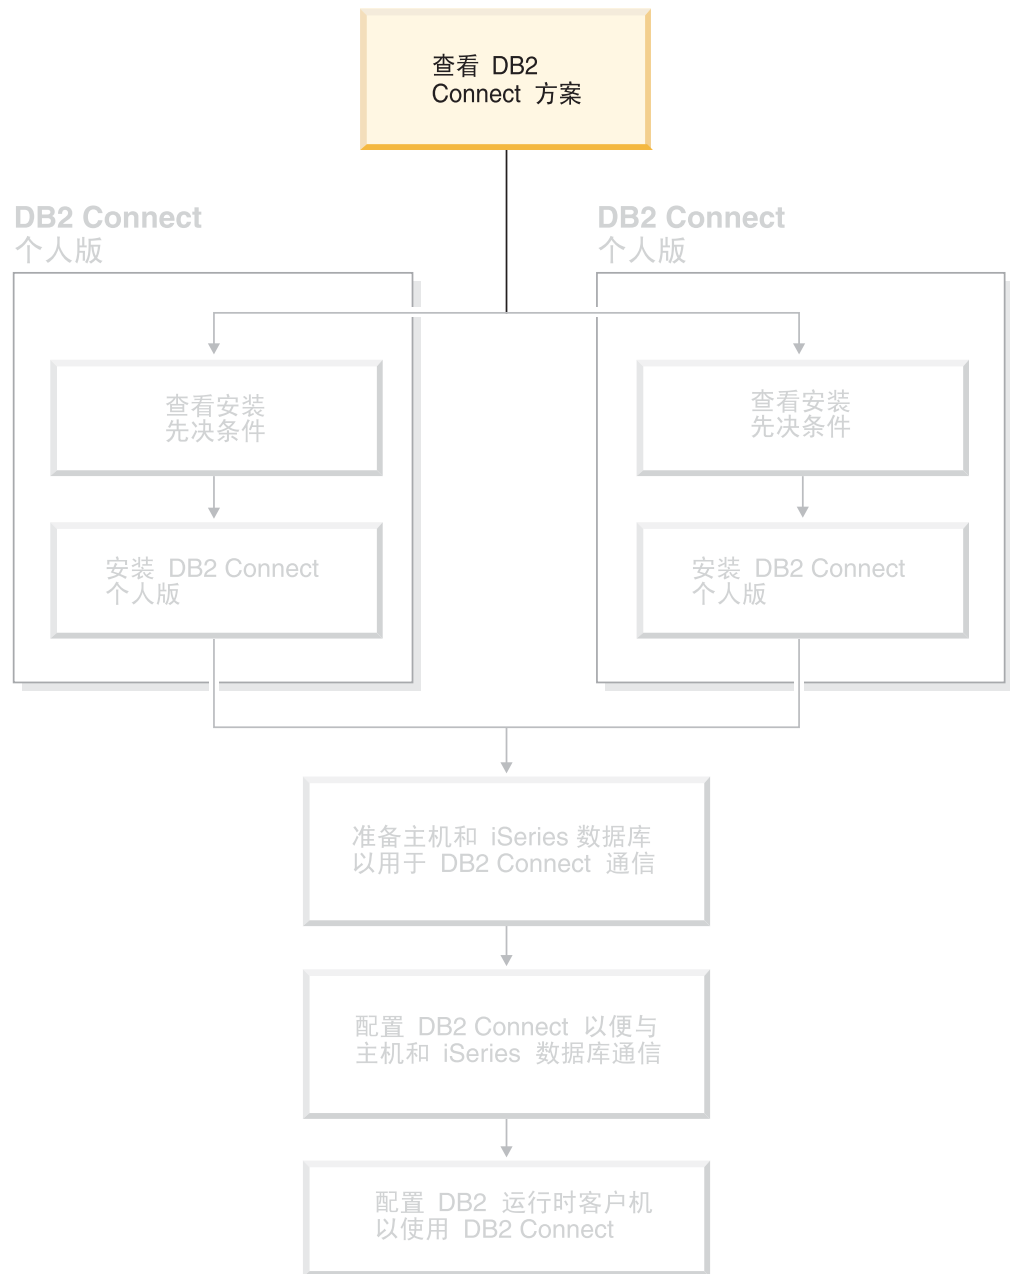 查看 DB2
Connect 方案
DB2 Connect
个人版
查看安装
先决条件
安装 DB2 Connect
个人版
DB2 Connect
个人版
查看安装
先决条件
安装 DB2 Connect
个人版
准备主机和 iSeries 数据库
以用于 DB2 Connect 通信
配置 DB2 Connect 以便与
主机和 iSeries 数据库通信
配置 DB2 运行时客户机
以使用 DB2 Connect